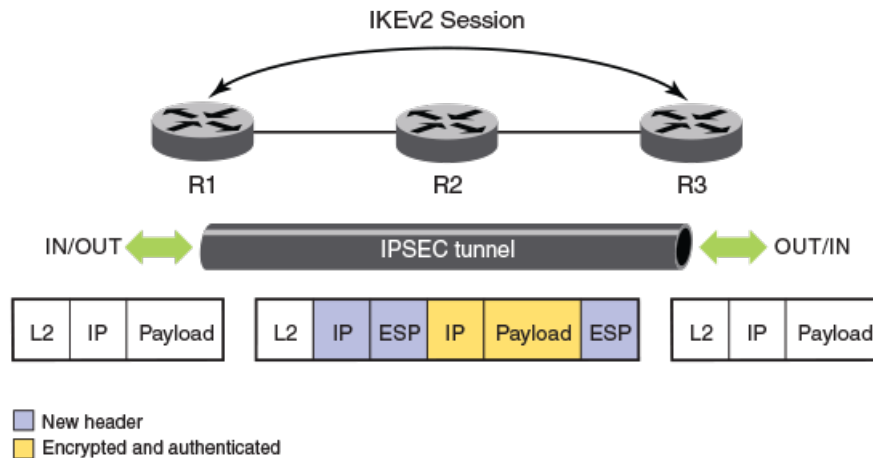 IKEv2 Session
R1 R2 R3
IN/OUT IPSEC tunnel OUT/IN
L2 IP Payload L2 IP ESP IP Payload ESP L2 IP Payload
New header
Encrypted and authenticated